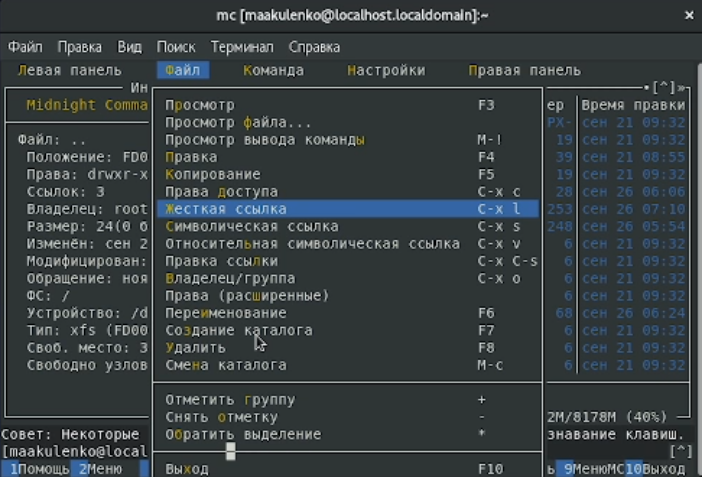 mc [maakulenko@localhost.localdomain]:~ ×
Файл Правка Вид Поиск Терминал Справка
Левая панель Файл Команда Настройки Правая панель
Ин •[^]»
Midnight Comma Просмотр F3 ер Время правки
Просмотр файла... РХ- сен 21 09:32
Файл: .. Просмотр вывода команды M-! 19 сен 21 09:32
Положение: FD0 Правка F4 39 сен 21 08:55
Права: drwxr-x Копирование F5 19 сен 21 09:32
Ссылок: 3 Права доступа C-x c 28 сен 26 06:06
Владелец: root Жесткая ссылка C-x l 253 сен 26 07:10
Размер: 24(0 б Символическая ссылка C-x s 248 сен 26 05:54
Изменён: сен 2 Относительная символическая ссылка C-x v 6 сен 21 09:32
Модифицирован: Правка ссылки C-x C-s 6 сен 21 09:32
Обращение: ноя Владелец/группа C-x o 6 сен 21 09:32
ФС: / Права (расширенные) 6 сен 21 09:32
Устройство: /d Переименование F6 68 сен 26 06:24
Тип: xfs (FD00 Создание каталога F7 6 сен 21 09:32
Своб. место: 3 Удалить F8 6 сен 21 09:32
Свободно узлов Смена каталога M-c 6 сен 21 09:32
Отметить группу +
Снять отметку - 2M/8178M (40%)
Совет: Некоторые Обратить выделение * знавание клавиш.
[maakulenko@local [^]
1Помощь 2Меню Выход F10 ь 9МенюMC 10Выход